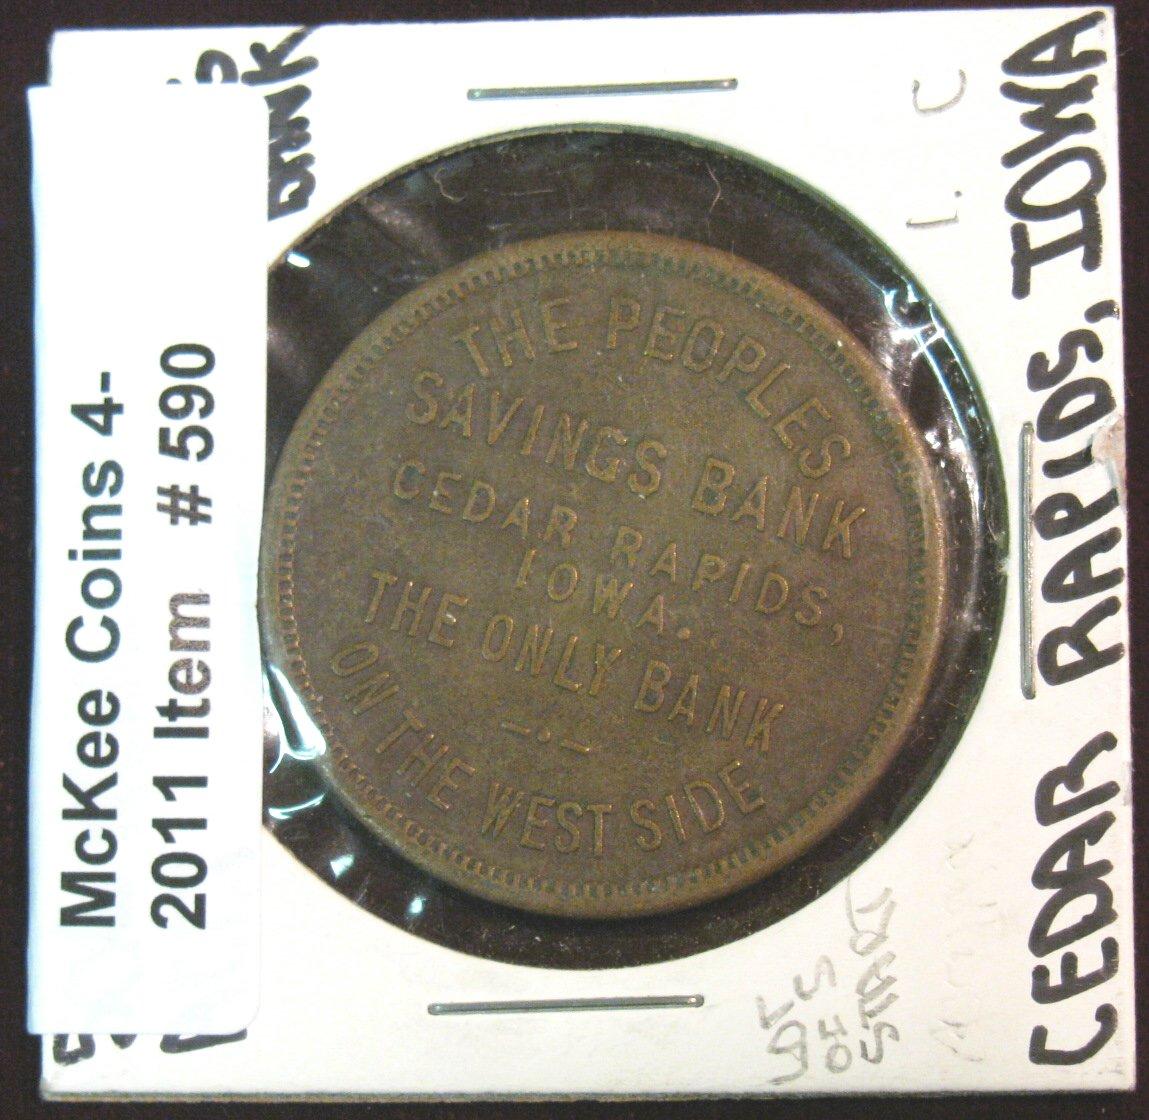 THE PEOPLES
SAVINGS BANK
CEDAR RAPIDS,
IOWA.
THE ONLY BANK
ON THE WEST SIDE
McKee Coins 4-
2011 Item # 590
CEDAR RAPIDS, IOWA